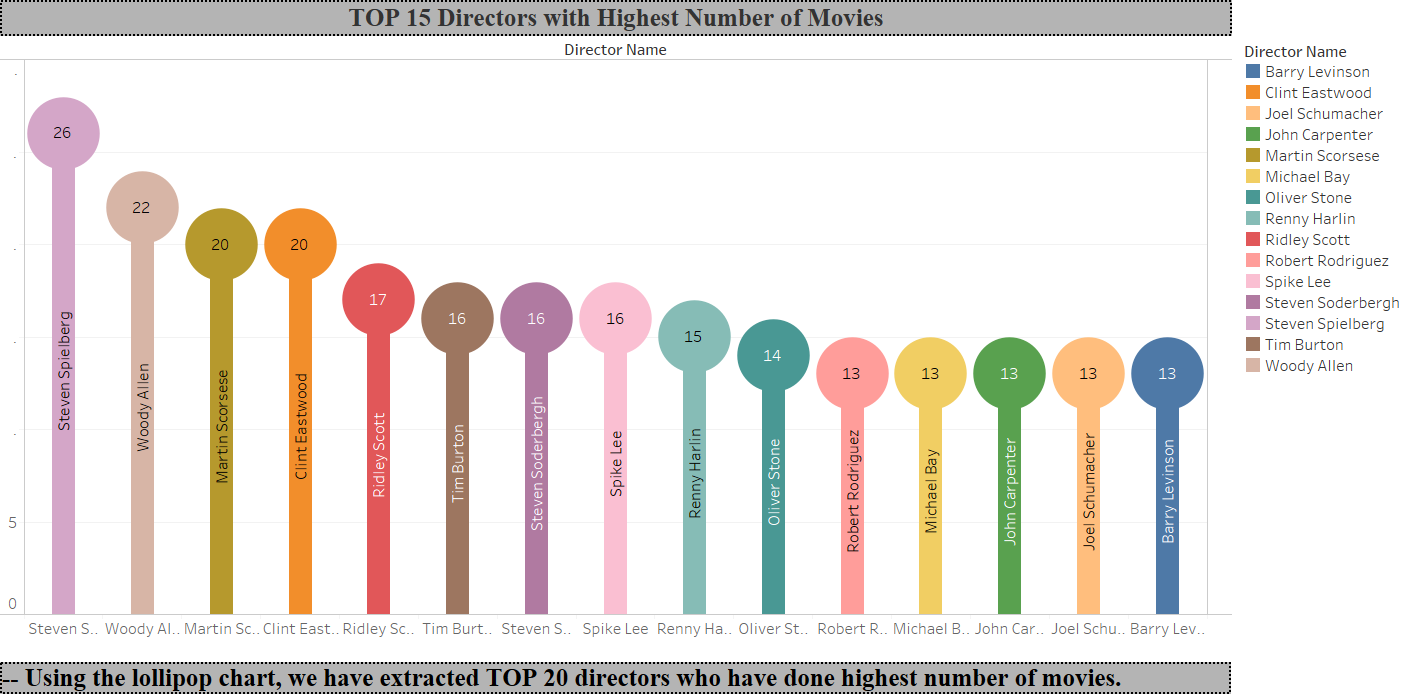 TOP 15 Directors with Highest Number of Movies
Director Name
26
22
20
20
17
16
16
16
15
14
13
13
13
13
13
Steven Spielberg
Woody Allen
Martin Scorsese
Clint Eastwood
Ridley Scott
Tim Burton
Steven Soderbergh
Spike Lee
Renny Harlin
Oliver Stone
Robert Rodriguez
Michael Bay
John Carpenter
Joel Schumacher
Barry Levinson
5
0
Steven S.. Woody Al.. Martin Sc.. Clint East.. Ridley Sc.. Tim Burt.. Steven S.. Spike Lee Renny Ha.. Oliver St.. Robert R.. Michael B.. John Car.. Joel Schu.. Barry Lev..
Director Name
Barry Levinson
Clint Eastwood
Joel Schumacher
John Carpenter
Martin Scorsese
Michael Bay
Oliver Stone
Renny Harlin
Ridley Scott
Robert Rodriguez
Spike Lee
Steven Soderbergh
Steven Spielberg
Tim Burton
Woody Allen
-- Using the lollipop chart, we have extracted TOP 20 directors who have done highest number of movies.